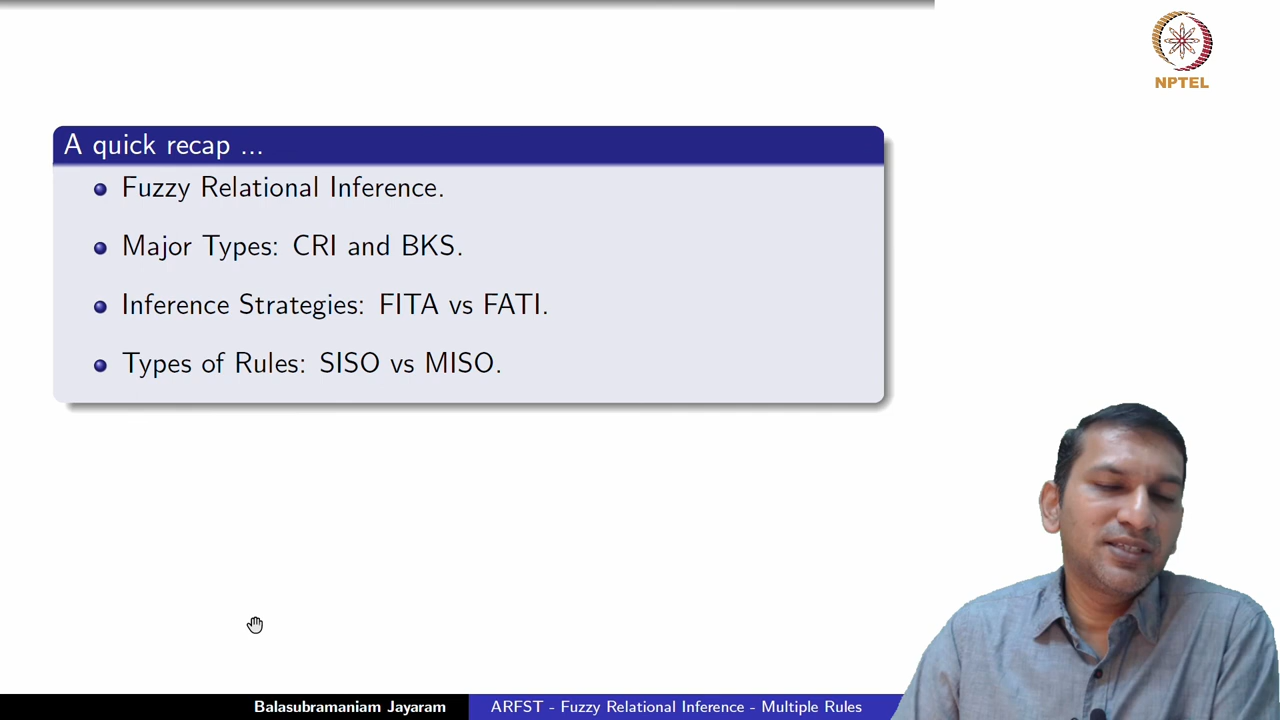 NPTEL
A quick recap ...
Fuzzy Relational Inference.
Major Types: CRI and BKS.
Inference Strategies: FITA vs FATI.
Types of Rules: SISO vs MISO.
Balasubramaniam Jayaram
ARFST - Fuzzy Relational Inference - Multiple Rules